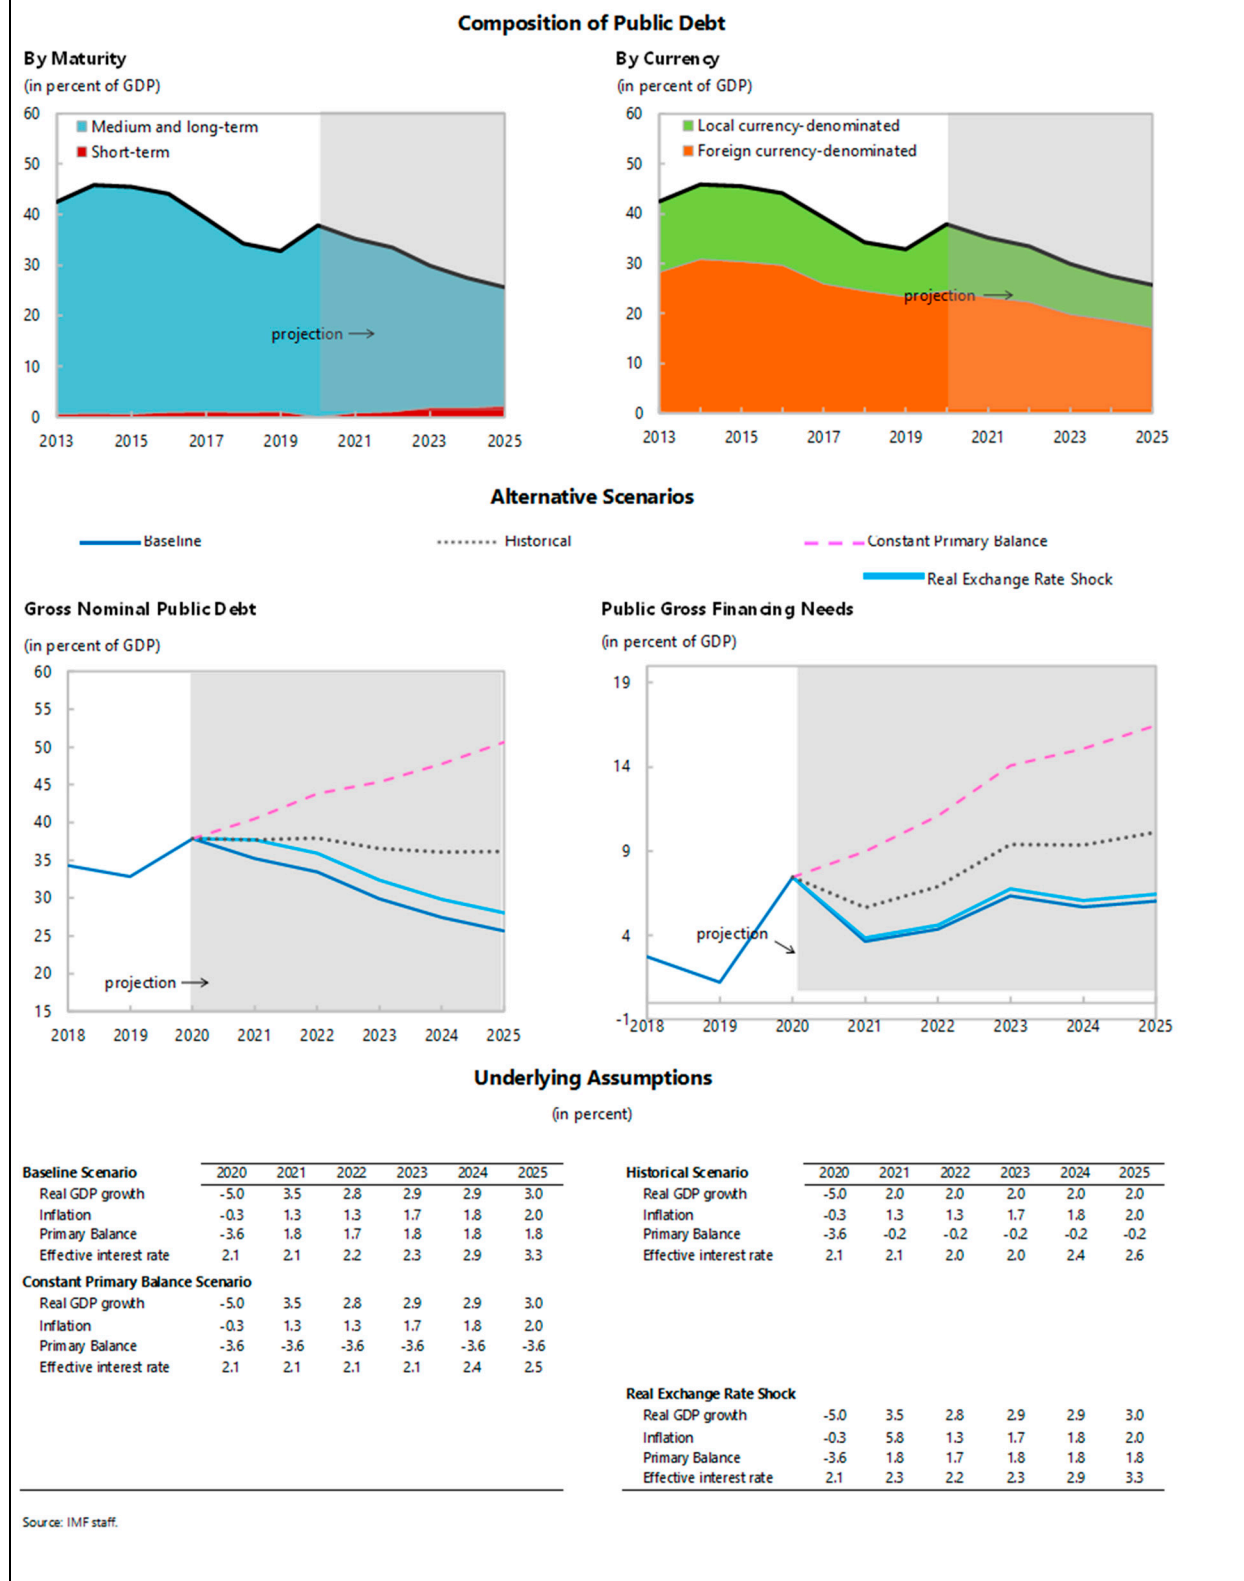 Composition of Public Debt
By Maturity
(in percent of GDP)
60
Medium and long-term
Short-term
50
40
30
20
projection
10
0
2013 2015 2017 2019 2021 2023 2025
By Currency
(in percent of GDP)
60
Local currency-denominated
Foreign currency-denominated
50
40
30
projection
20
10
0
2013 2015 2017 2019 2021 2023 2025
Alternative Scenarios
Baseline Historical Constant Primary Balance
Real Exchange Rate Shock
Gross Nominal Public Debt
(in percent of GDP)
60
55
50
45
40
35
30
25
20
projection
15
2018 2019 2020 2021 2022 2023 2024 2025
Public Gross Financing Needs
(in percent of GDP)
19
14
9
4
projection
-1
2018 2019 2020 2021 2022 2023 2024 2025
Underlying Assumptions
(in percent)
Baseline Scenario 2020 2021 2022 2023 2024 2025
Real GDP growth -5.0 3.5 2.8 2.9 2.9 3.0
Inflation -0.3 1.3 1.3 1.7 1.8 2.0
Primary Balance -3.6 1.8 1.7 1.8 1.8 1.8
Effective interest rate 2.1 2.1 2.2 2.3 2.9 3.3
Constant Primary Balance Scenario
Real GDP growth -5.0 3.5 2.8 2.9 2.9 3.0
Inflation -0.3 1.3 1.3 1.7 1.8 2.0
Primary Balance -3.6 -3.6 -3.6 -3.6 -3.6 -3.6
Effective interest rate 2.1 2.1 2.1 2.1 2.4 2.5
Historical Scenario 2020 2021 2022 2023 2024 2025
Real GDP growth -5.0 2.0 2.0 2.0 2.0 2.0
Inflation -0.3 1.3 1.3 1.7 1.8 2.0
Primary Balance -3.6 -0.2 -0.2 -0.2 -0.2 -0.2
Effective interest rate 2.1 2.1 2.0 2.0 2.4 2.6
Real Exchange Rate Shock
Real GDP growth -5.0 3.5 2.8 2.9 2.9 3.0
Inflation -0.3 5.8 1.3 1.7 1.8 2.0
Primary Balance -3.6 1.8 1.7 1.8 1.8 1.8
Effective interest rate 2.1 2.3 2.2 2.3 2.9 3.3
Source: IMF staff.